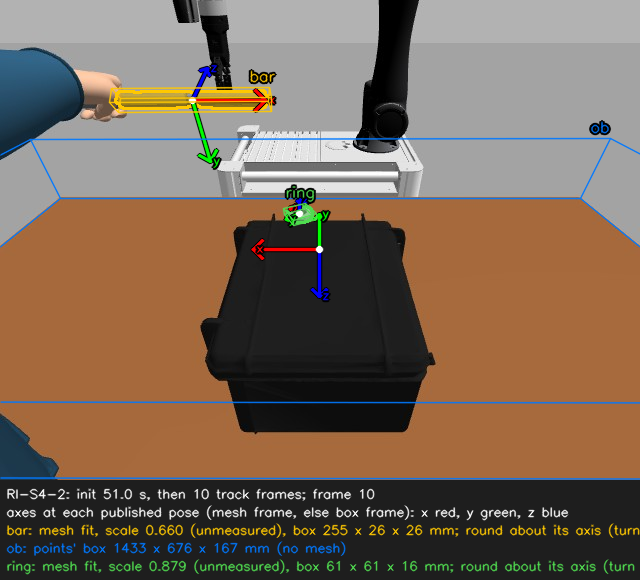 bar
x
z
y
ob
ring
y
x
z
RI-S4-2: init 51.0 s, then 10 track frames; frame 10
axes at each published pose (mesh frame, else box frame): x red, y green, z blue
bar: mesh fit, scale 0.660 (unmeasured), box 255 x 26 x 26 mm; round about its axis (turn
ob: points' box 1433 x 676 x 167 mm (no mesh)
ring: mesh fit, scale 0.879 (unmeasured), box 61 x 61 x 16 mm; round about its axis (turn